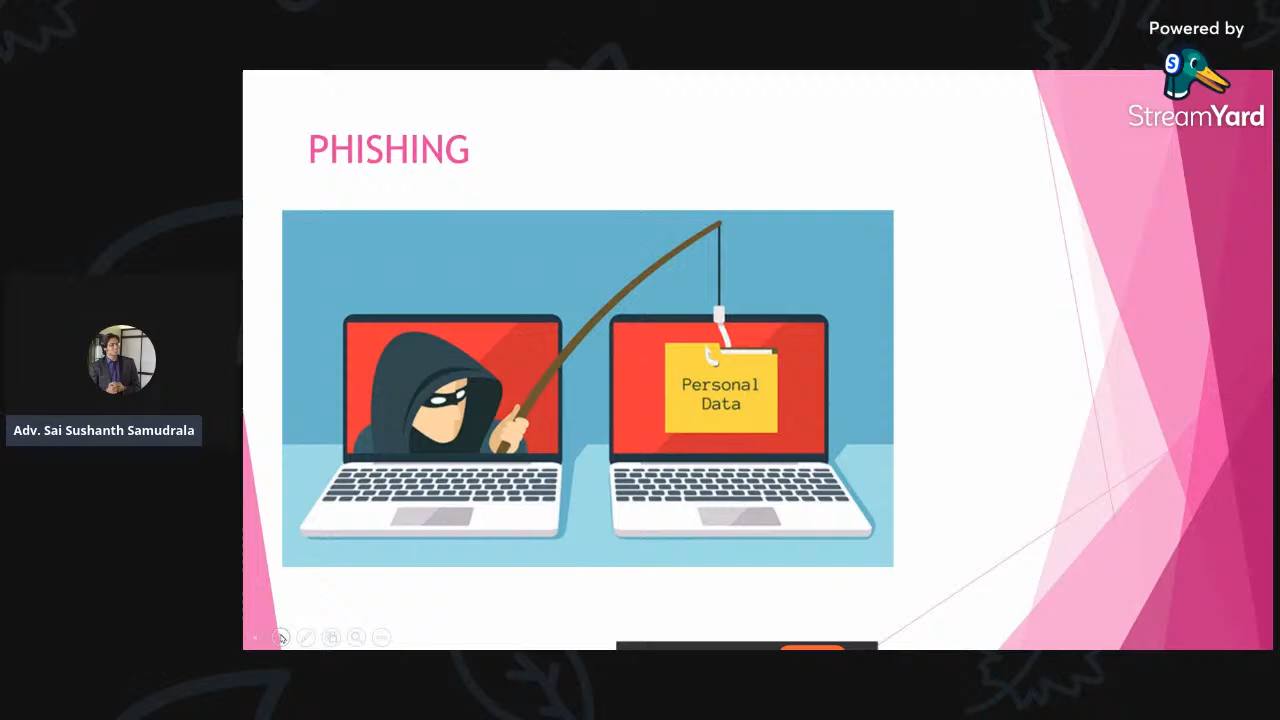 Powered by
StreamYard
PHISHING
Personal
Data
Adv. Sai Sushanth Samudrala